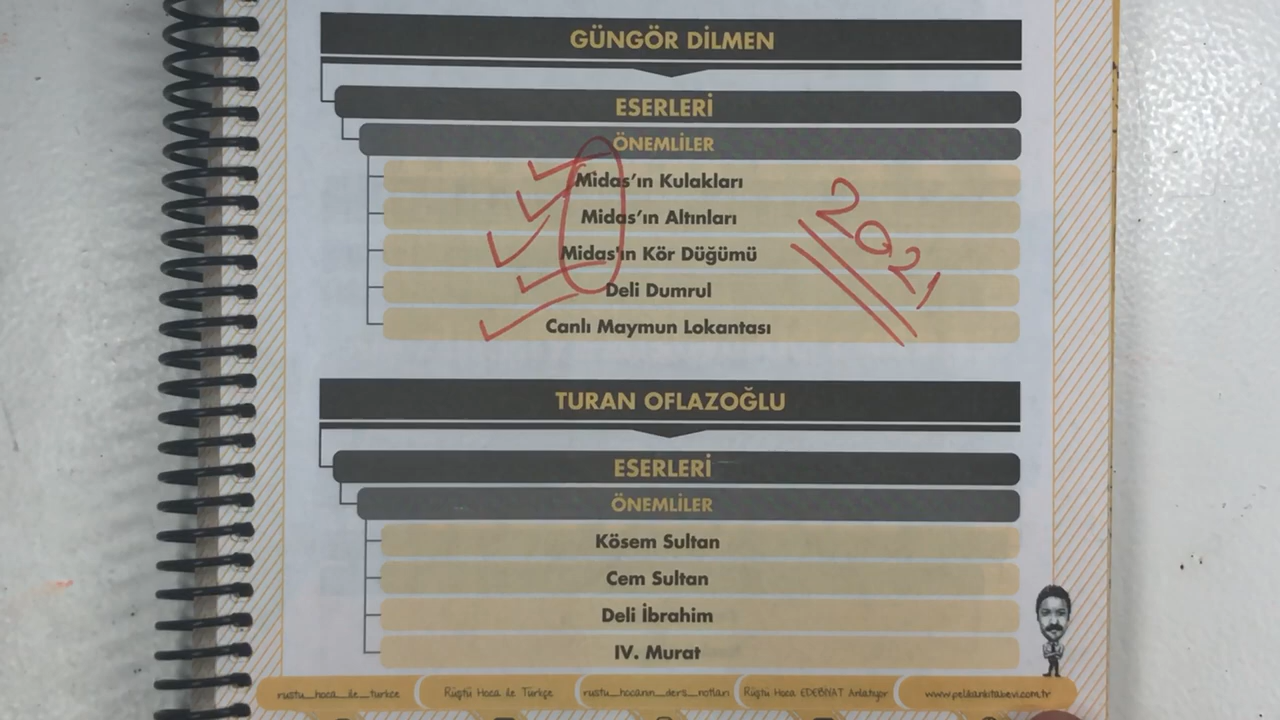 GÜNGÖR DİLMEN
ESERLERİ
ÖNEMLİLER
Midas'ın Kulakları
Midas'ın Altınları
Midas'ın Kör Düğümü
Deli Dumrul
Canlı Maymun Lokantası
2021
TURAN OFLAZOĞLU
ESERLERİ
ÖNEMLİLER
Kösem Sultan
Cem Sultan
Deli İbrahim
IV. Murat
rustu_hoca_ile_turkce Rüştü Hoca ile Türkçe rustu_hocanın_ders_notları Rüştü Hoca EDEBİYAT Anlatıyor www.pelikankitabevi.com.tr